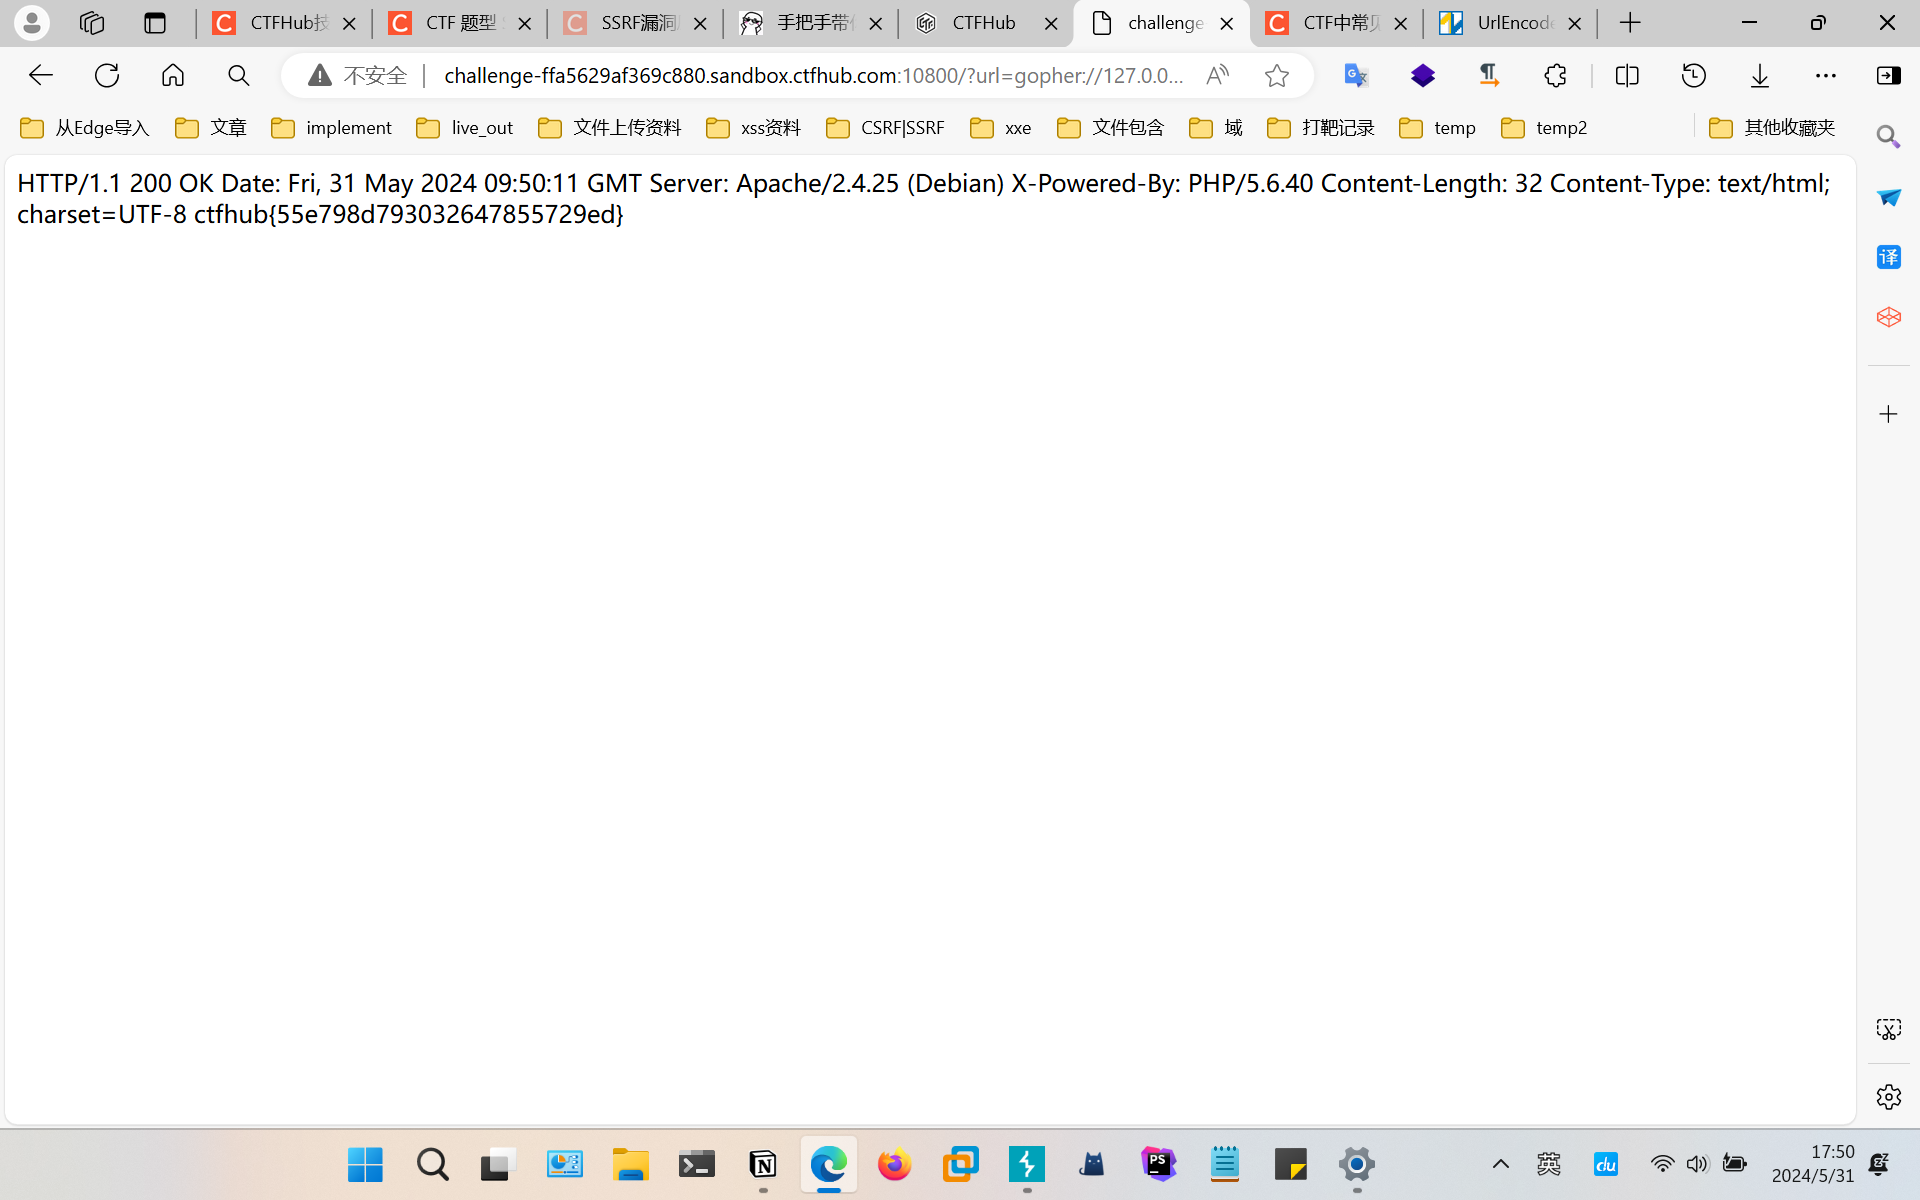 CTFHub技
CTF 题型
SSRF漏洞
手把手带
CTFHub
challenge
CTF中常见
UrlEncode
不安全
challenge-ffa5629af369c880.sandbox.ctfhub.com:10800/?url=gopher://127.0.0...
从Edge导入
文章
implement
live_out
文件上传资料
xss资料
CSRF|SSRF
xxe
文件包含
域
打靶记录
temp
temp2
其他收藏夹
HTTP/1.1 200 OK Date: Fri, 31 May 2024 09:50:11 GMT Server: Apache/2.4.25 (Debian) X-Powered-By: PHP/5.6.40 Content-Length: 32 Content-Type: text/html;
charset=UTF-8 ctfhub{55e798d793032647855729ed}
译
英
du
17:50
2024/5/31